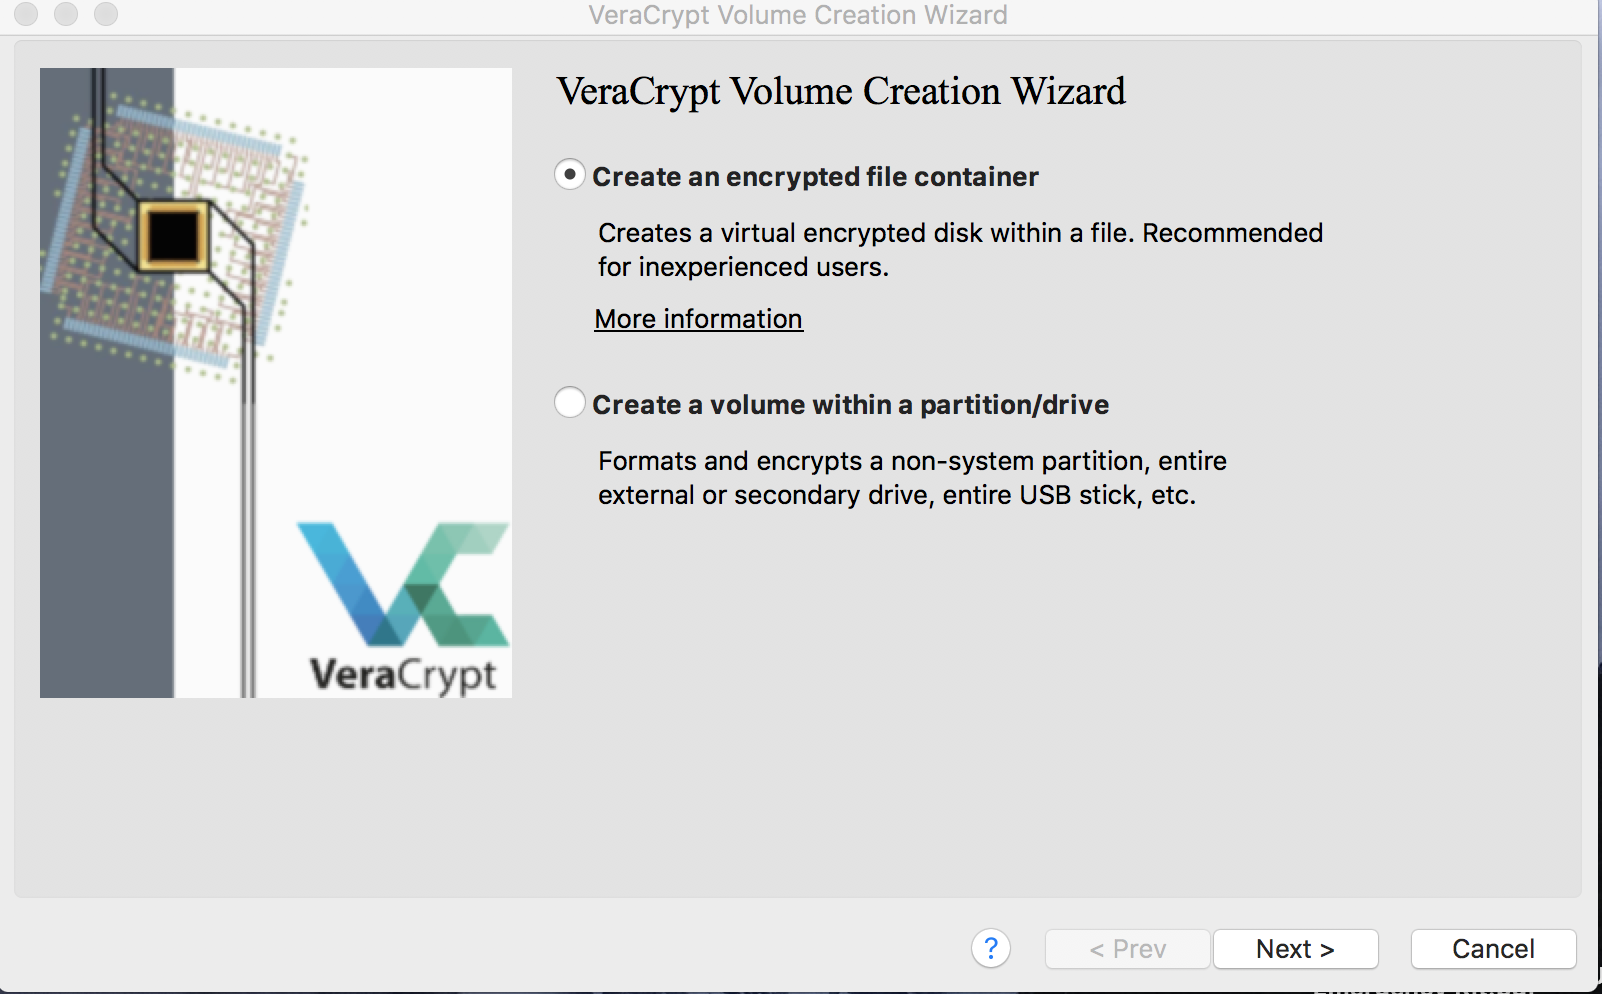 VeraCrypt Volume Creation Wizard
VeraCrypt Volume Creation Wizard
Create an encrypted file container
Creates a virtual encrypted disk within a file. Recommended
for inexperienced users.
More information
Create a volume within a partition/drive
Formats and encrypts a non-system partition, entire
external or secondary drive, entire USB stick, etc.
VeraCrypt
?
< Prev
Next >
Cancel